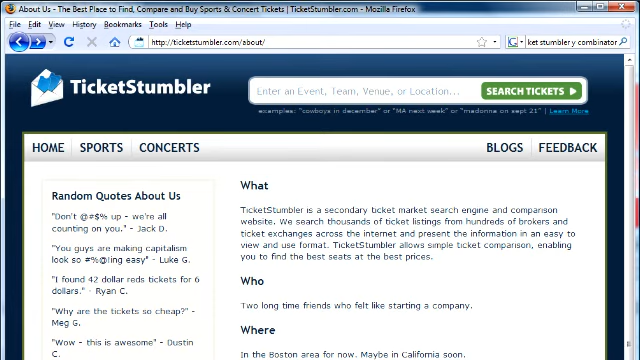 About Us - The Best Place to Find, Compare and Buy Sports & Concert Tickets | TicketStumbler.com - Mozilla Firefox
File Edit View History Bookmarks Tools Help
http://ticketstumbler.com/about/
ket stumbler y combinator
TicketStumbler
Enter an Event, Team, Venue, or Location...
SEARCH TICKETS
examples: "cowboys in december" or "MA next week" or "madonna on sept 21" | Learn More
HOME SPORTS CONCERTS BLOGS FEEDBACK
Random Quotes About Us
"Don't @#$% up - we're all
counting on you." - Jack D.
"You guys are making capitalism
look so #%@!ing easy" - Luke G.
"I found 42 dollar reds tickets for 6
dollars." - Ryan C.
"Why are the tickets so cheap?" -
Meg G.
"Wow - this is awesome" - Dustin
C.
What
TicketStumbler is a secondary ticket market search engine and comparison
website. We search thousands of ticket listings from hundreds of brokers and
ticket exchanges across the internet and present the information in an easy to
view and use format. TicketStumbler allows simple ticket comparison, enabling
you to find the best seats at the best prices.
Who
Two long time friends who felt like starting a company.
Where
In the Boston area for now. Maybe in California soon.